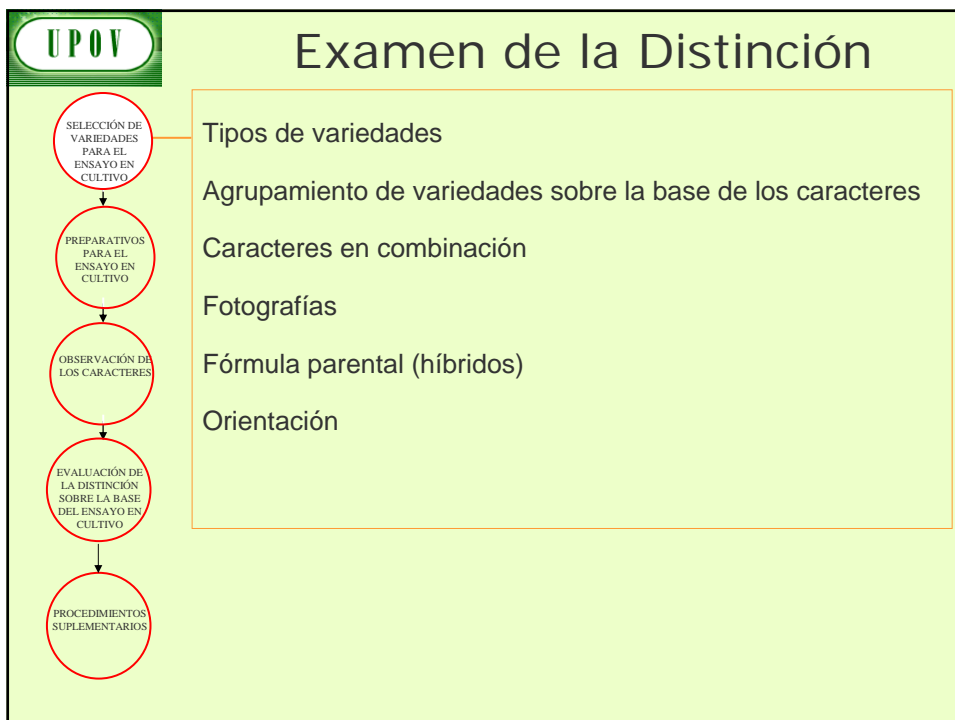 UPOV
Examen de la Distinción
SELECCIÓN DE
VARIEDADES
PARA EL
ENSAYO EN
CULTIVO
PREPARATIVOS
PARA EL
ENSAYO EN
CULTIVO
OBSERVACIÓN DE
LOS CARACTERES
EVALUACIÓN DE
LA DISTINCIÓN
SOBRE LA BASE
DEL ENSAYO EN
CULTIVO
PROCEDIMIENTOS
SUPLEMENTARIOS
Tipos de variedades
Agrupamiento de variedades sobre la base de los caracteres
Caracteres en combinación
Fotografías
Fórmula parental (híbridos)
Orientación